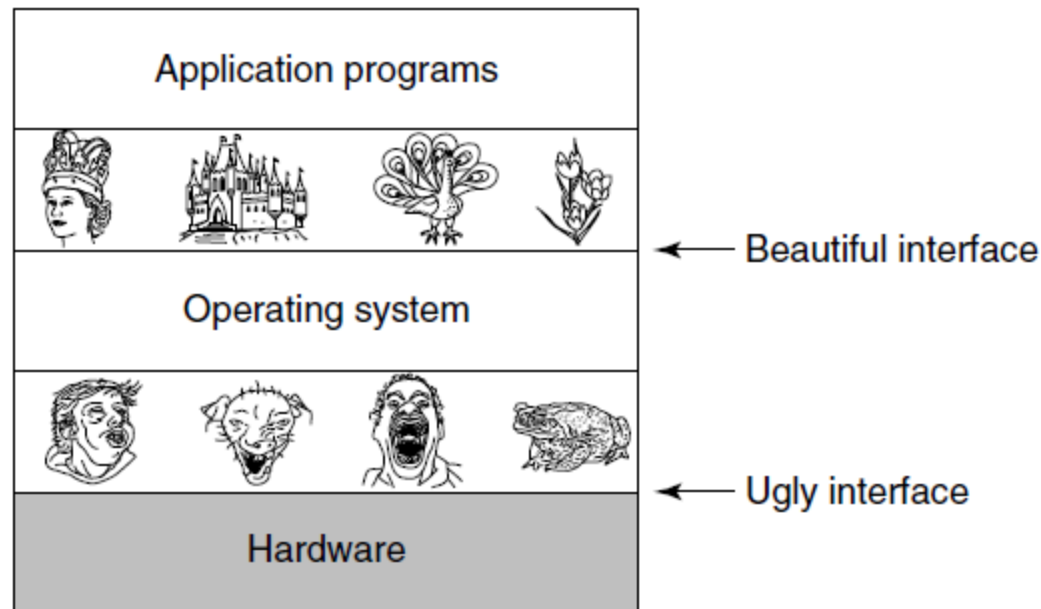 Application programs
Beautiful interface
Operating system
Ugly interface
Hardware